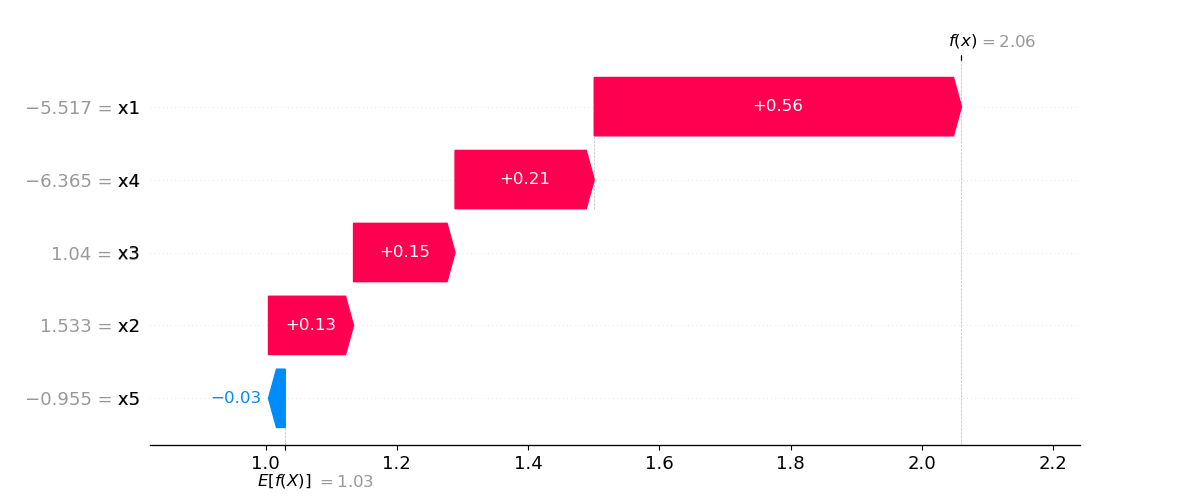 f(x) = 2.06
−5.517 = x1
+0.56
−6.365 = x4
+0.21
1.04 = x3
+0.15
1.533 = x2
+0.13
−0.955 = x5
−0.03
1.0 1.2 1.4 1.6 1.8 2.0 2.2
E[f(X)] = 1.03